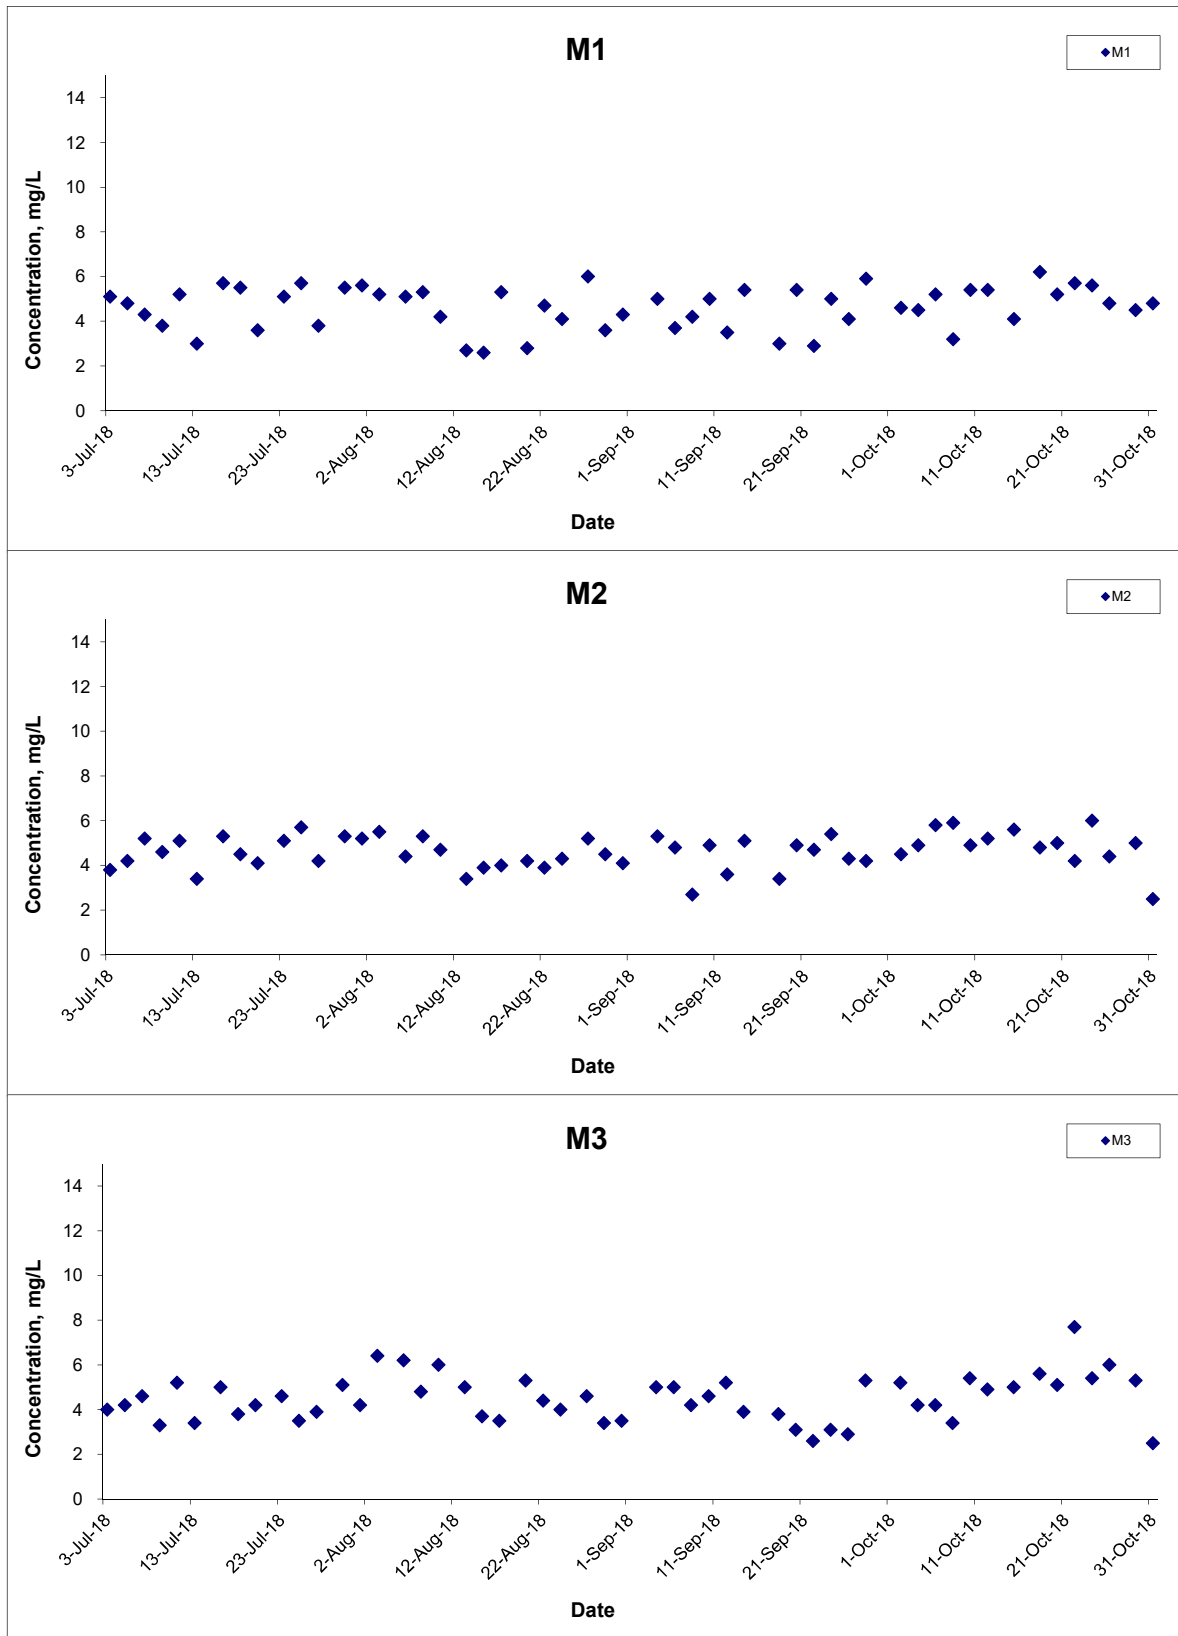 M1
M1
14
12
10
8
6
4
2
0
Concentration, mg/L
3-Jul-18
13-Jul-18
23-Jul-18
2-Aug-18
12-Aug-18
22-Aug-18
1-Sep-18
11-Sep-18
21-Sep-18
1-Oct-18
11-Oct-18
21-Oct-18
31-Oct-18
Date
M2
M2
14
12
10
8
6
4
2
0
Concentration, mg/L
3-Jul-18
13-Jul-18
23-Jul-18
2-Aug-18
12-Aug-18
22-Aug-18
1-Sep-18
11-Sep-18
21-Sep-18
1-Oct-18
11-Oct-18
21-Oct-18
31-Oct-18
Date
M3
M3
14
12
10
8
6
4
2
0
Concentration, mg/L
3-Jul-18
13-Jul-18
23-Jul-18
2-Aug-18
12-Aug-18
22-Aug-18
1-Sep-18
11-Sep-18
21-Sep-18
1-Oct-18
11-Oct-18
21-Oct-18
31-Oct-18
Date